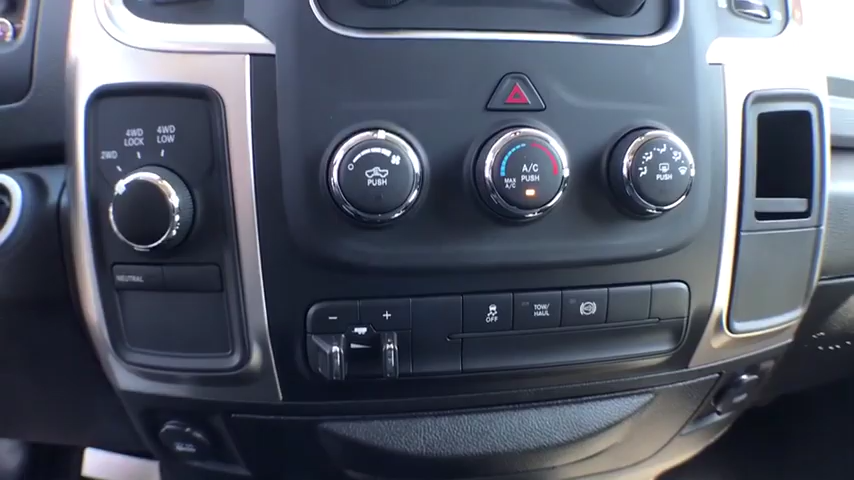 4WD LOCK
4WD LOW
2WD
PUSH
A/C
PUSH
MAX A/C
PUSH
NEUTRAL
−
+
OFF
TOW/
HAUL